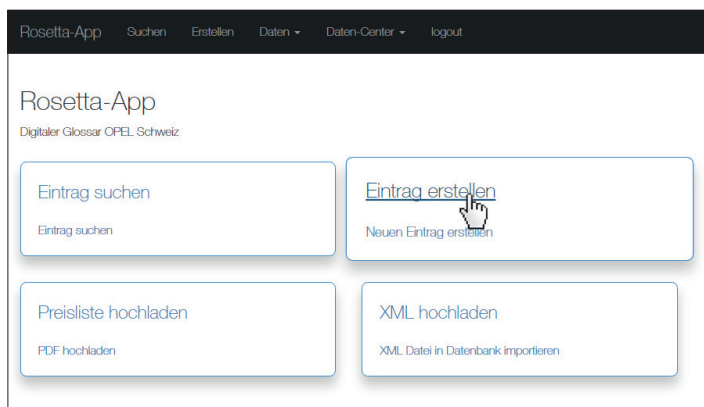 Rosetta-App Suchen Erstellen Daten Daten-Center logout
Rosetta-App
Digitaler Glossar OPEL Schweiz
Eintrag suchen
Eintrag suchen
Eintrag erstellen
Neuen Eintrag erstellen
Preisliste hochladen
PDF hochladen
XML hochladen
XML Datei in Datenbank importieren